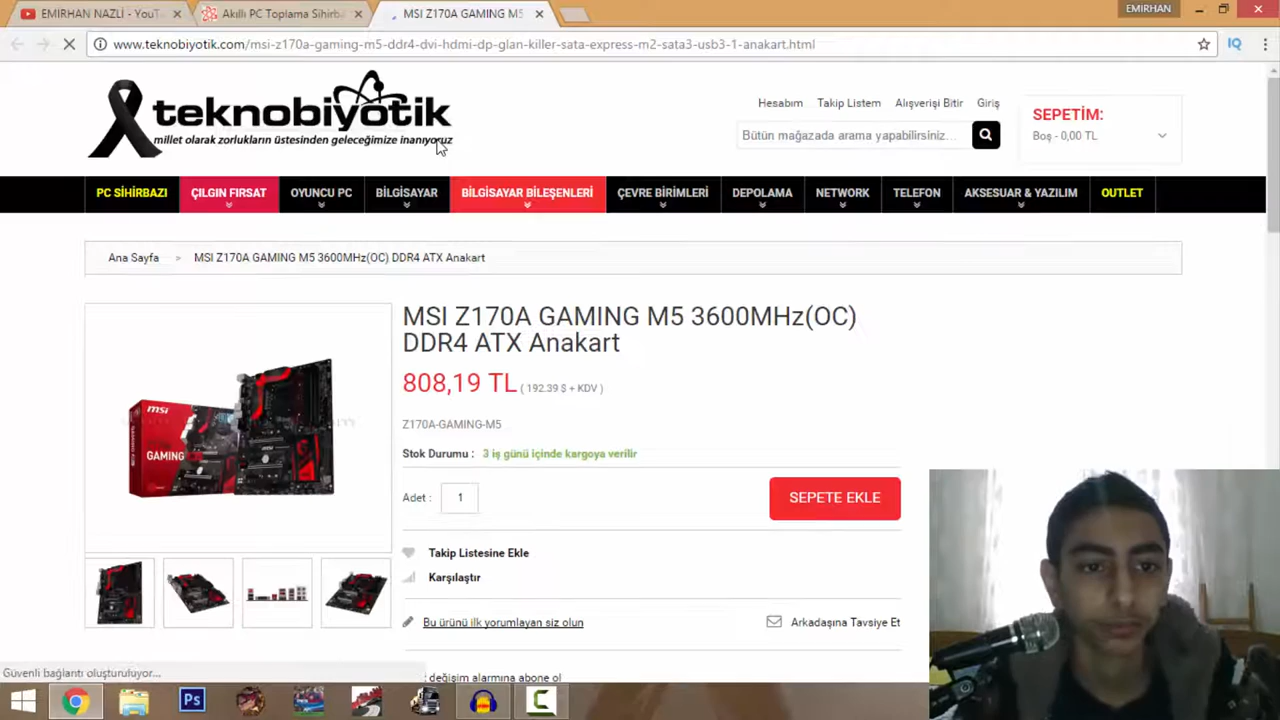 EMIRHAN NAZLİ - YouT
Akıllı PC Toplama Sihirb
MSI Z170A GAMING M5
EMIRHAN
www.teknobiyotik.com/msi-z170a-gaming-m5-ddr4-dvi-hdmi-dp-glan-killer-sata-express-m2-sata3-usb3-1-anakart.html
IQ
teknobiyotik
millet olarak zorlukların üstesinden geleceğimize inanıyoruz
Hesabım
Takip Listem
Alışverişi Bitir
Giriş
Bütün mağazada arama yapabilirsiniz...
SEPETİM:
Boş - 0,00 TL
PC SİHİRBAZI
ÇILGIN FIRSAT
OYUNCU PC
BİLGİSAYAR
BİLGİSAYAR BİLEŞENLERİ
ÇEVRE BİRİMLERİ
DEPOLAMA
NETWORK
TELEFON
AKSESUAR & YAZILIM
OUTLET
Ana Sayfa » MSI Z170A GAMING M5 3600MHz(OC) DDR4 ATX Anakart
MSI Z170A GAMING M5 3600MHz(OC)
DDR4 ATX Anakart
808,19 TL ( 192.39 $ + KDV )
Z170A-GAMING-M5
Stok Durumu : 3 iş günü içinde kargoya verilir
Adet : 1
SEPETE EKLE
msi
GAMING
Takip Listesine Ekle
Karşılaştır
Bu ürünü ilk yorumlayan siz olun
Arkadaşına Tavsiye Et
değişim alarmına abone ol
Güvenli bağlantı oluşturuluyor...
Ps